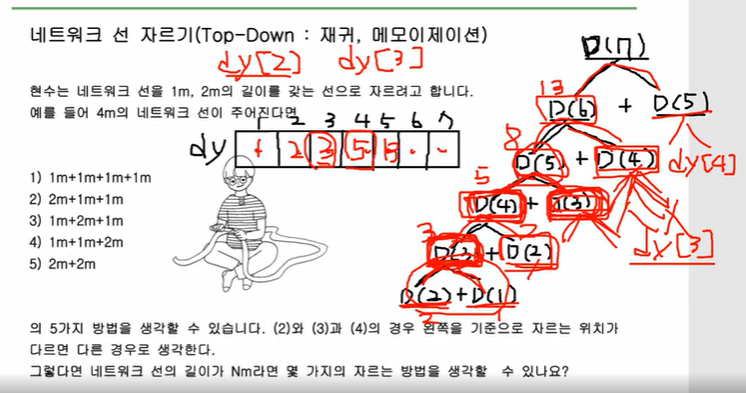 네트워크 선 자르기(Top-Down : 재귀, 메모이제이션)
dy[2] dy[3]
현수는 네트워크 선을 1m, 2m의 길이를 갖는 선으로 자르려고 합니다.
예를 들어 4m의 네트워크 선이 주어진다면
1 2 3 4 5 6 7
dy 1 2 3 5
1) 1m+1m+1m+1m
2) 2m+1m+1m
3) 1m+2m+1m
4) 1m+1m+2m
5) 2m+2m
D(7)
13
D(6) + D(5)
8
D(5) + D(4) dy[4]
5
D(4) + D(3)
dy[3]
3 2
D(3) + D(2)
D(2) + D(1)
의 5가지 방법을 생각할 수 있습니다. (2)와 (3)과 (4)의 경우 왼쪽을 기준으로 자르는 위치가
다르면 다른 경우로 생각한다.
그렇다면 네트워크 선의 길이가 Nm라면 몇 가지의 자르는 방법을 생각할 수 있나요?